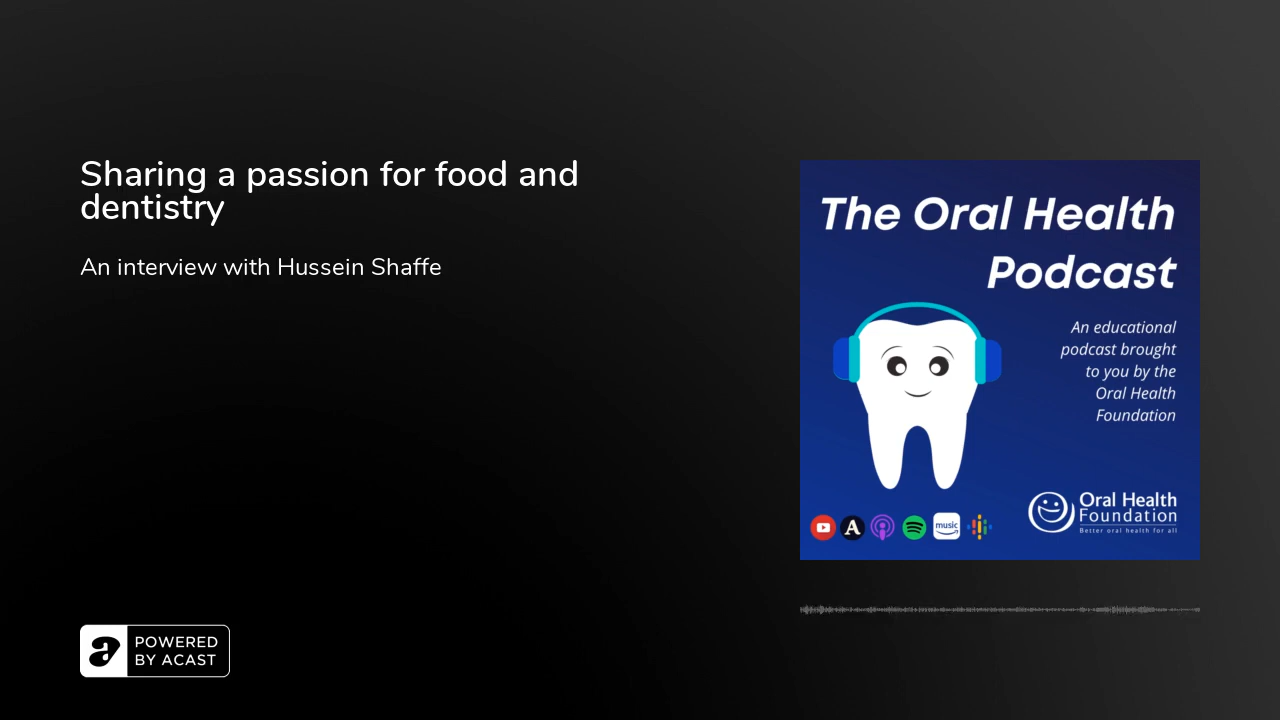 Sharing a passion for food and
dentistry
An interview with Hussein Shaffe
The Oral Health
Podcast
An educational
podcast brought
to you by the
Oral Health
Foundation
music
Oral Health
Foundation
Better oral health for all
POWERED
BY ACAST